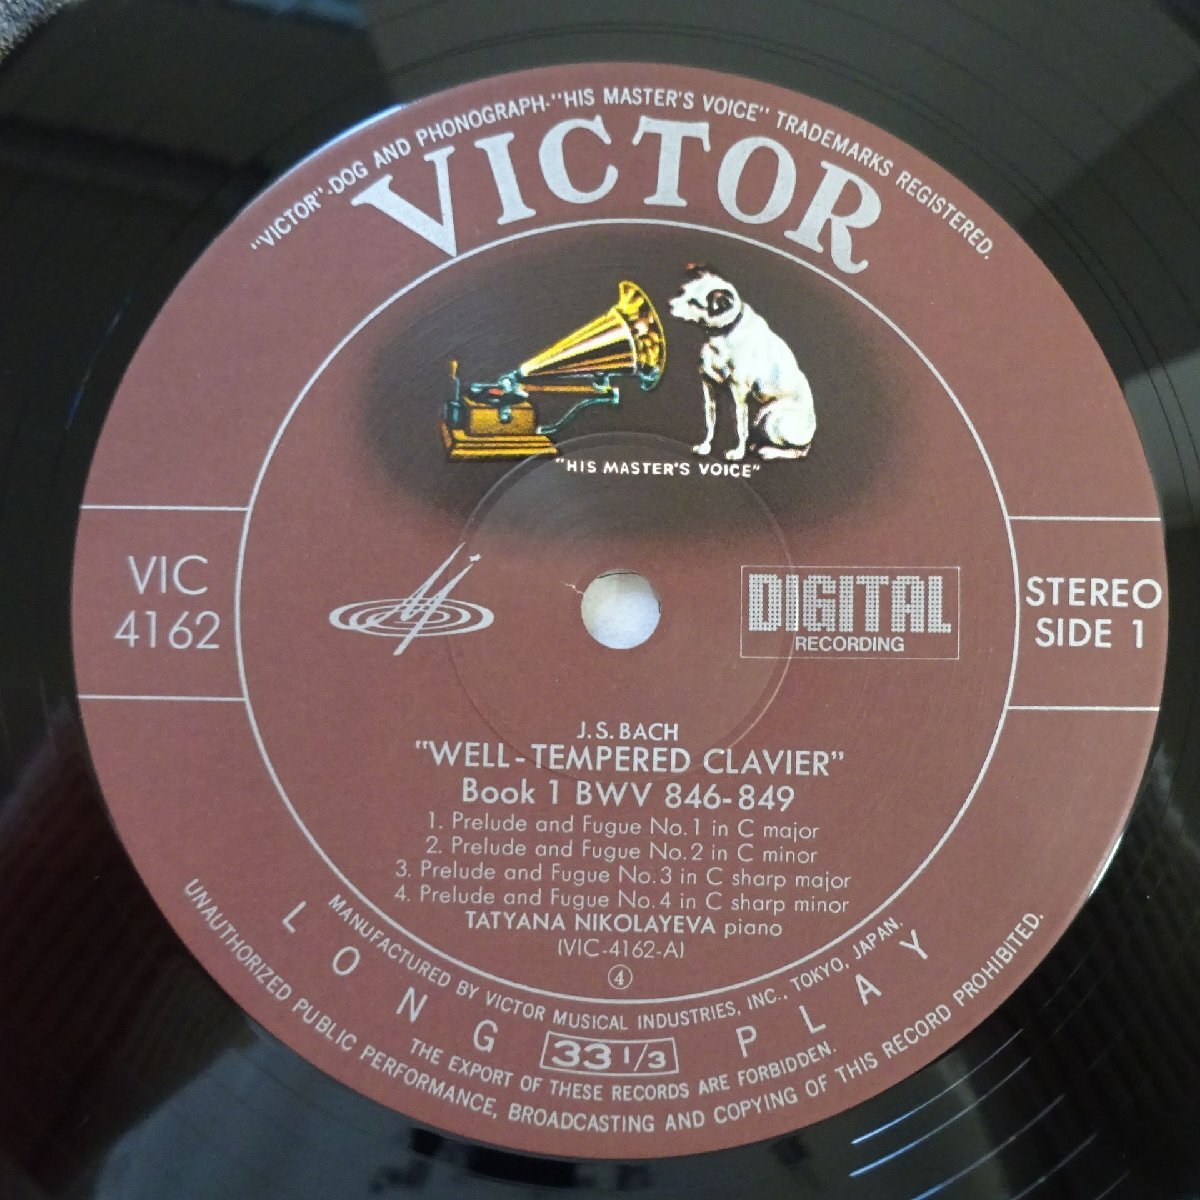 "VICTOR"-DOG AND PHONOGRAPH-"HIS MASTER'S VOICE" TRADEMARKS REGISTERED.
VICTOR
"HIS MASTER'S VOICE"
VIC
4162
DIGITAL
RECORDING
STEREO
SIDE 1
J.S. BACH
"WELL-TEMPERED CLAVIER"
Book 1 BWV 846-849
1. Prelude and Fugue No.1 in C major
2. Prelude and Fugue No.2 in C minor
3. Prelude and Fugue No.3 in C sharp major
4. Prelude and Fugue No.4 in C sharp minor
TATYANA NIKOLAYEVA piano
(VIC-4162-A)
④
MANUFACTURED BY VICTOR MUSICAL INDUSTRIES, INC., TOKYO, JAPAN.
LONG PLAY
33 1/3
THE EXPORT OF THESE RECORDS ARE FORBIDDEN.
UNAUTHORIZED PUBLIC PERFORMANCE, BROADCASTING AND COPYING OF THIS RECORD PROHIBITED.